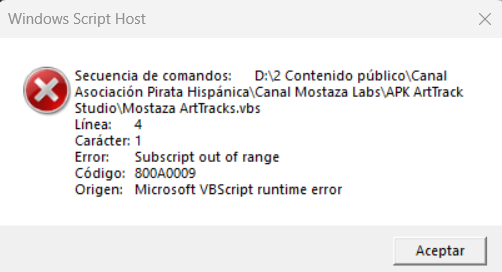 Windows Script Host
Secuencia de comandos: D:\2 Contenido público\Canal
Asociación Pirata Hispánica\Canal Mostaza Labs\APK ArtTrack
Studio\Mostaza ArtTracks.vbs
Línea: 4
Carácter: 1
Error: Subscript out of range
Código: 800A0009
Origen: Microsoft VBScript runtime error
Aceptar